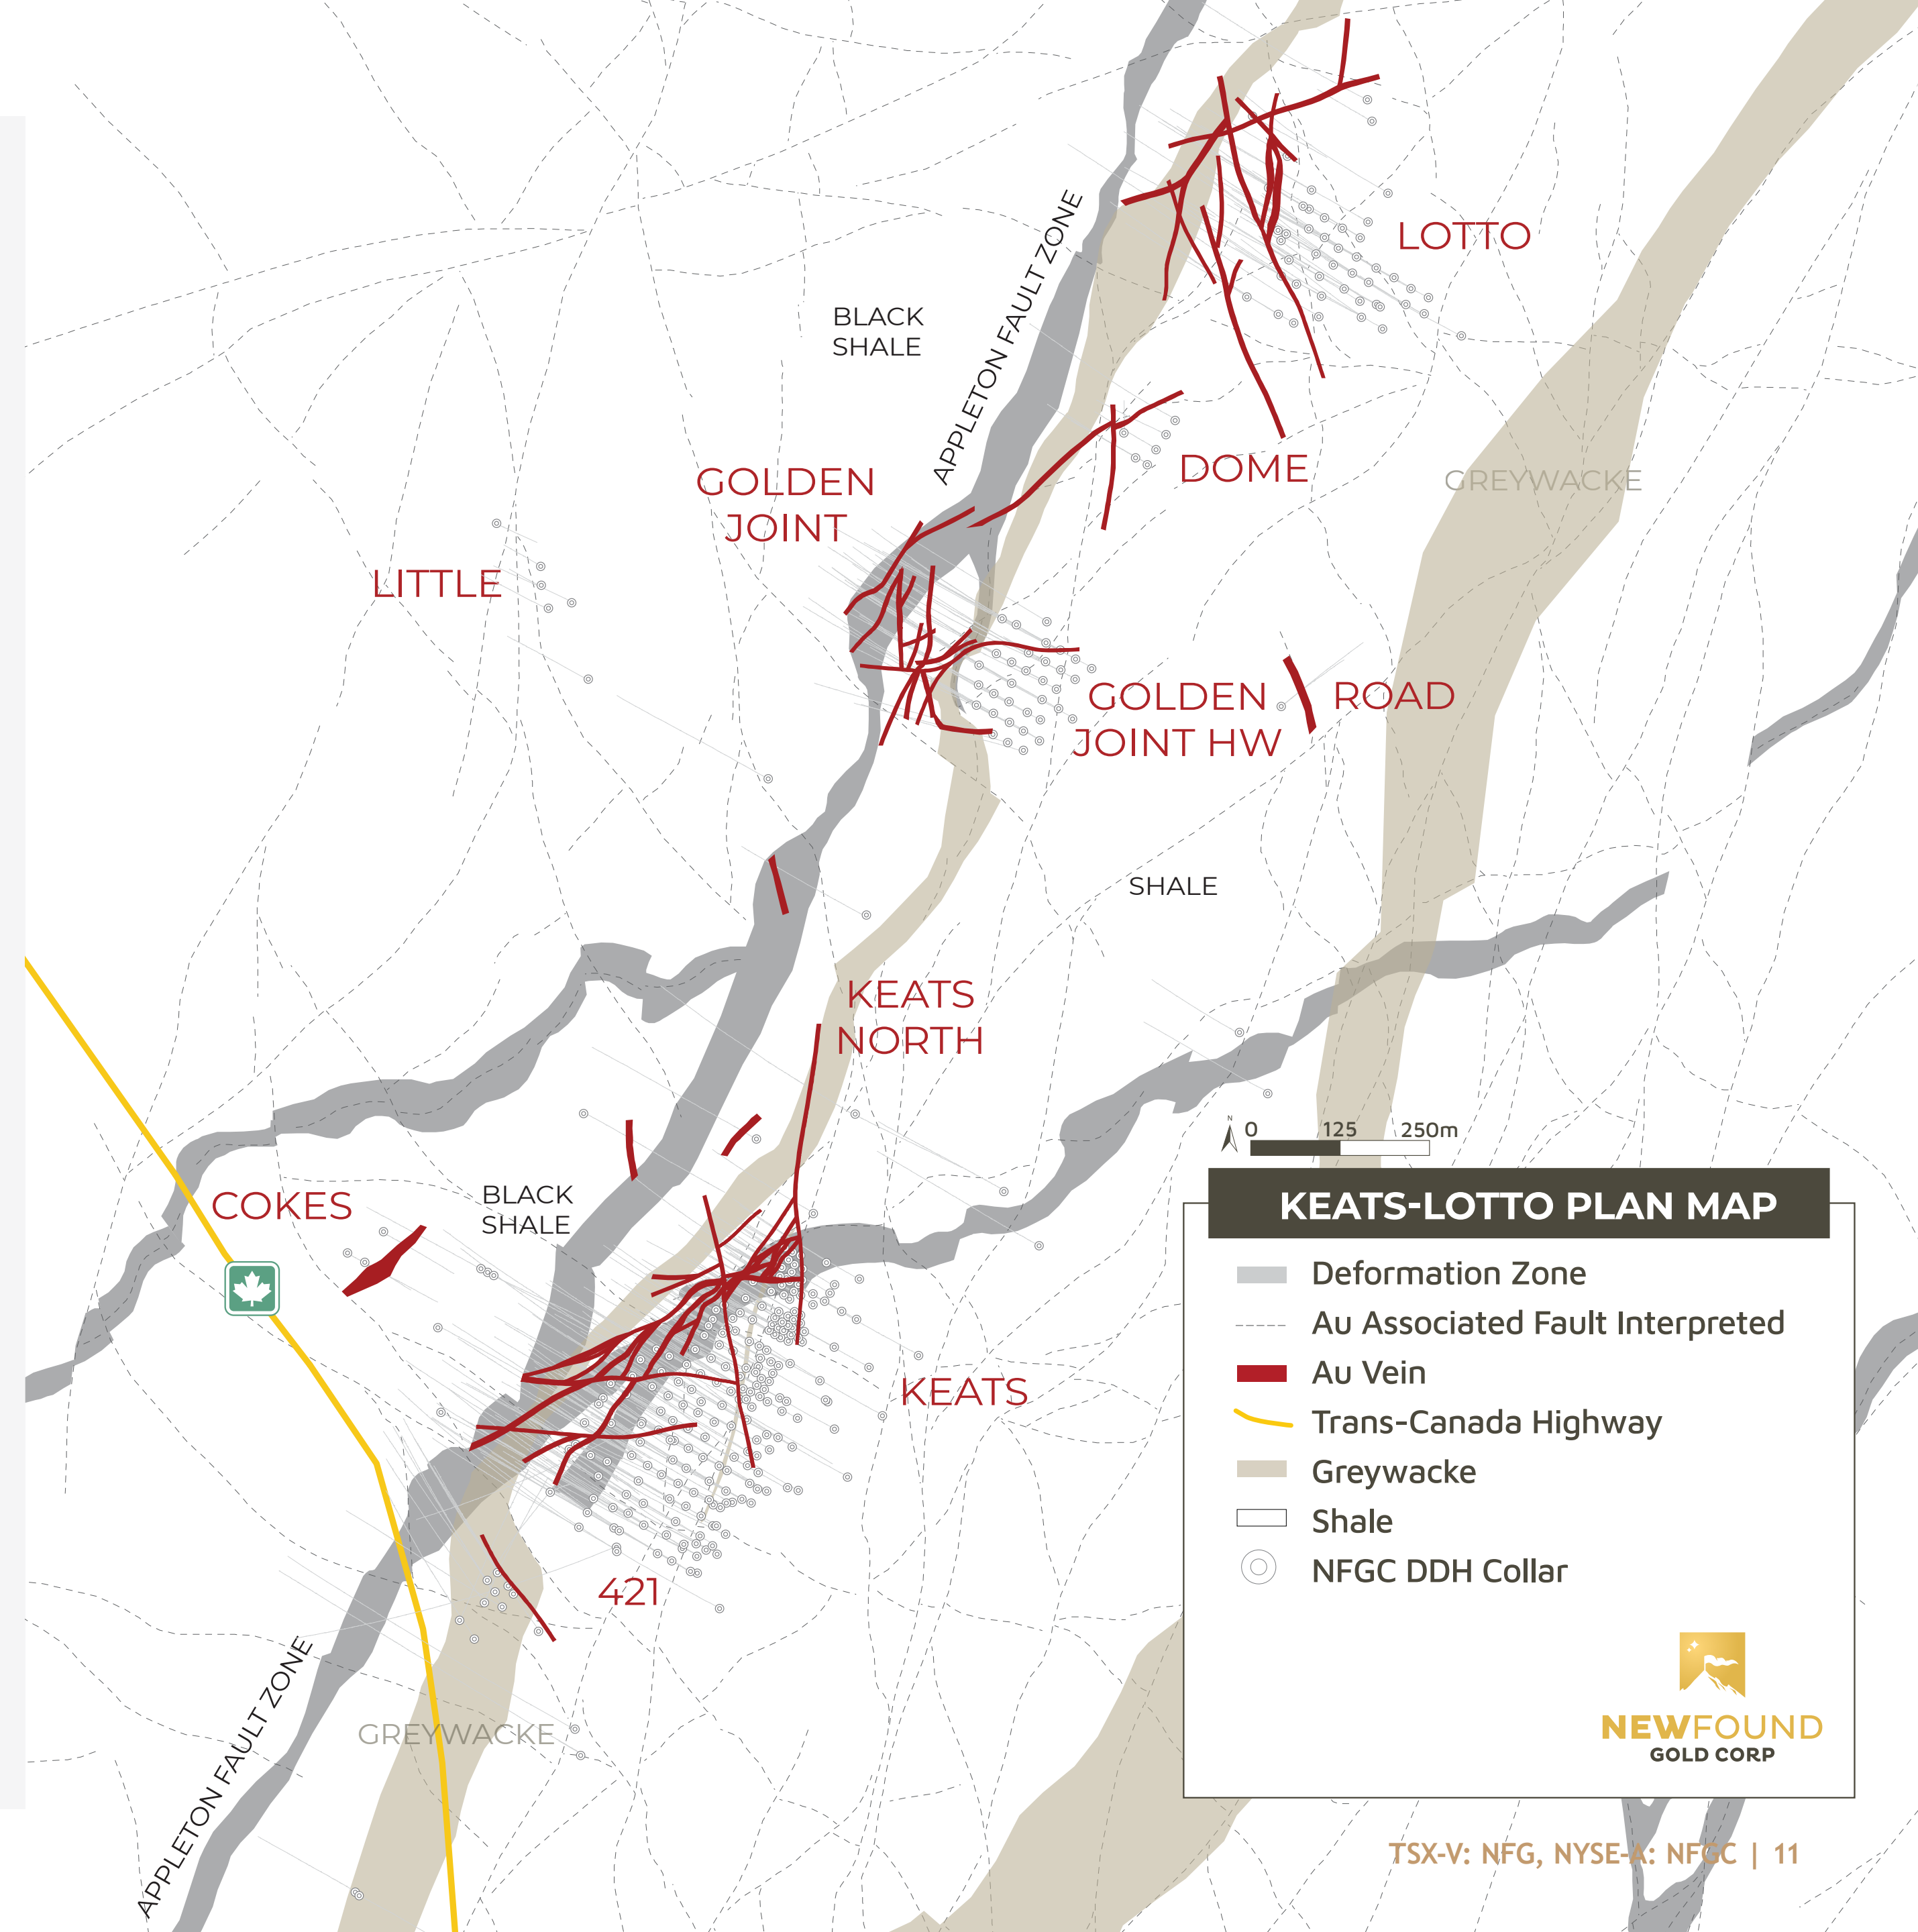 LOTTO
APPLETON FAULT ZONE
BLACK
SHALE
DOME
GREYWACKE
GOLDEN
JOINT
LITTLE
GOLDEN
JOINT HW
ROAD
SHALE
KEATS
NORTH
N
0 125 250m
COKES
BLACK
SHALE
KEATS
421
GREYWACKE
APPLETON FAULT ZONE
KEATS-LOTTO PLAN MAP
Deformation Zone
Au Associated Fault Interpreted
Au Vein
Trans-Canada Highway
Greywacke
Shale
NFGC DDH Collar
NEWFOUND
GOLD CORP
TSX-V: NFG, NYSE-A: NFGC | 11